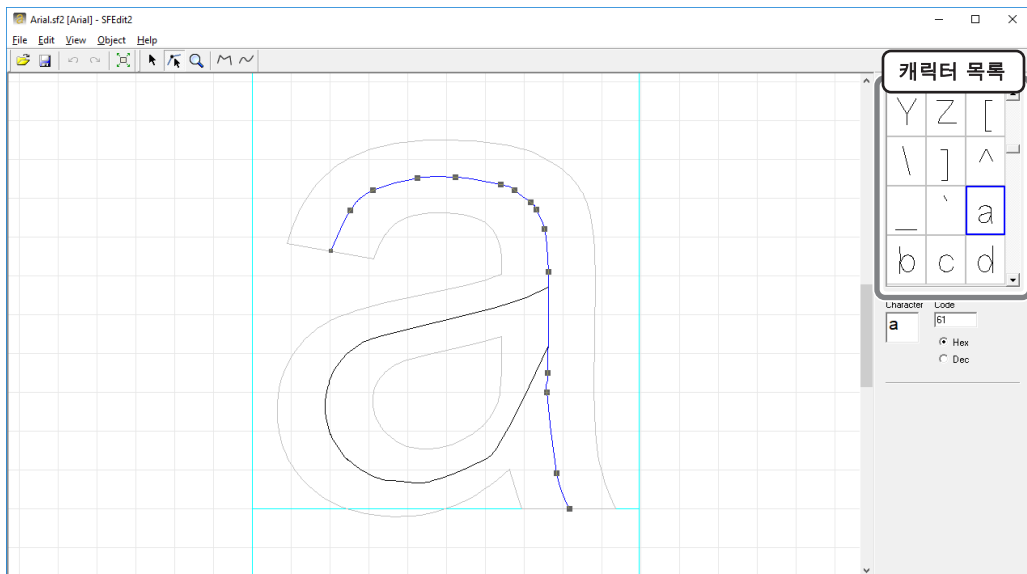 Arial.sf2 [Arial] - SFEdit2
File Edit View Object Help
캐릭터 목록
Y Z [
\ ] ^
_ ` a
b c d
Character Code
a 61
Hex
Dec